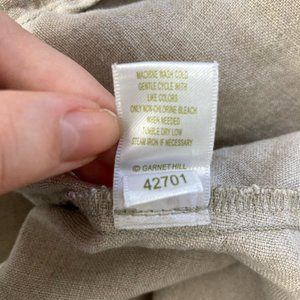 MACHINE WASH COLD
GENTLE CYCLE WITH
LIKE COLORS
ONLY NON-CHLORINE BLEACH
WHEN NEEDED
TUMBLE DRY LOW
STEAM IRON IF NECESSARY
© GARNET HILL
42701